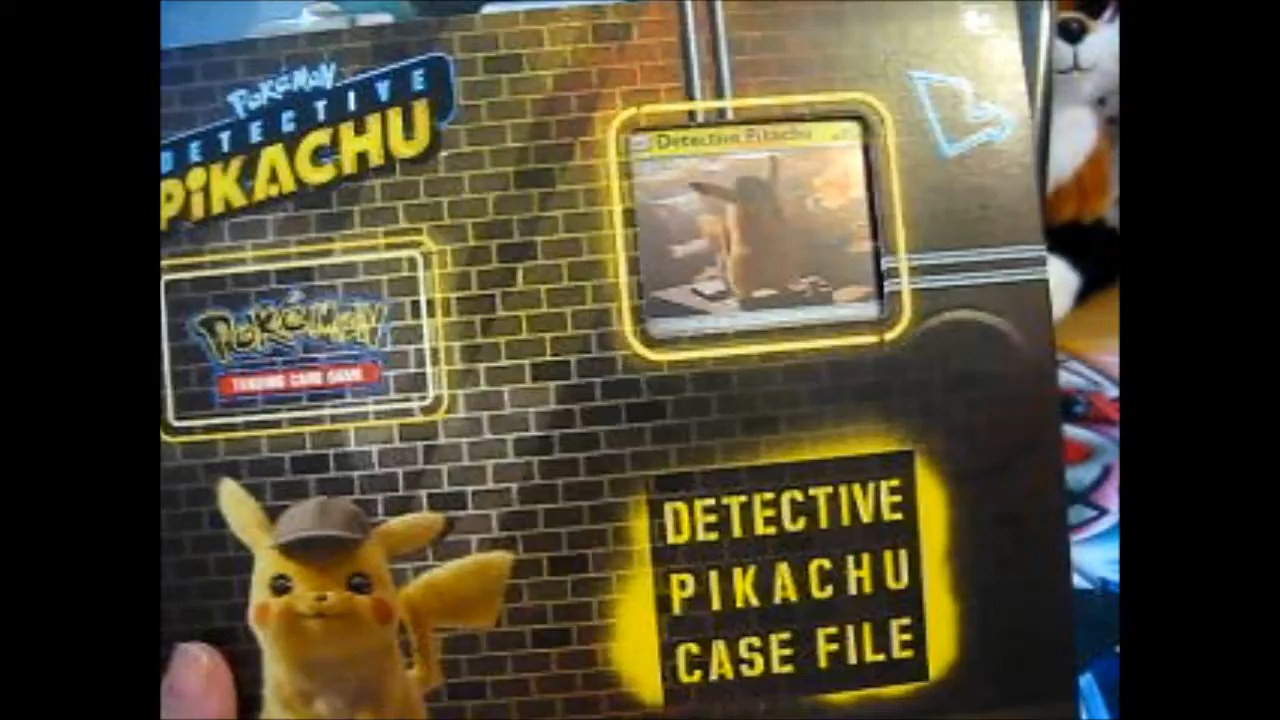 POKÉMON
DETECTIVE
PIKACHU
Detective Pikachu
POKÉMON
TRADING CARD GAME
DETECTIVE
PIKACHU
CASE FILE